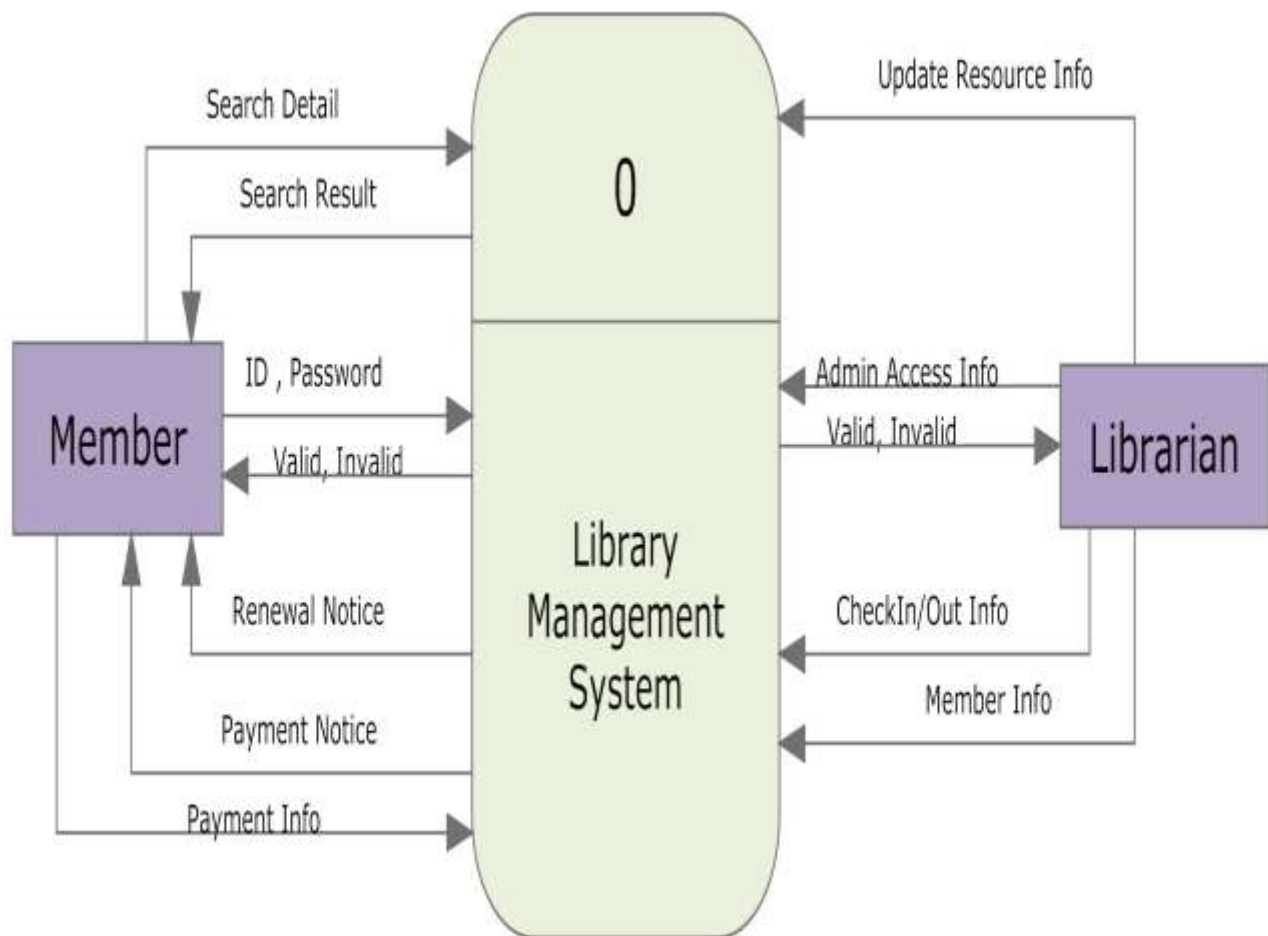 Update Resource Info
Search Detail
0
Search Result
ID , Password
Admin Access Info
Member
Valid, Invalid
Valid, Invalid
Librarian
Library
Management
System
Renewal Notice
CheckIn/Out Info
Member Info
Payment Notice
Payment Info